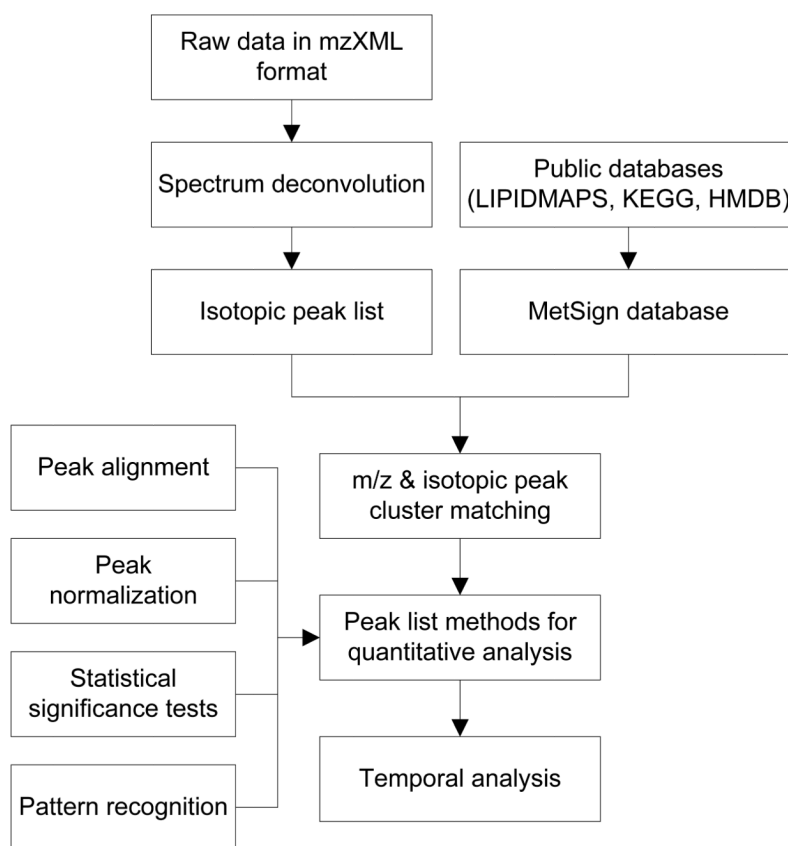 Raw data in mzXML
format
Spectrum deconvolution
Public databases
(LIPIDMAPS, KEGG, HMDB)
Isotopic peak list
MetSign database
Peak alignment
m/z & isotopic peak
cluster matching
Peak
normalization
Peak list methods for
quantitative analysis
Statistical
significance tests
Temporal analysis
Pattern recognition